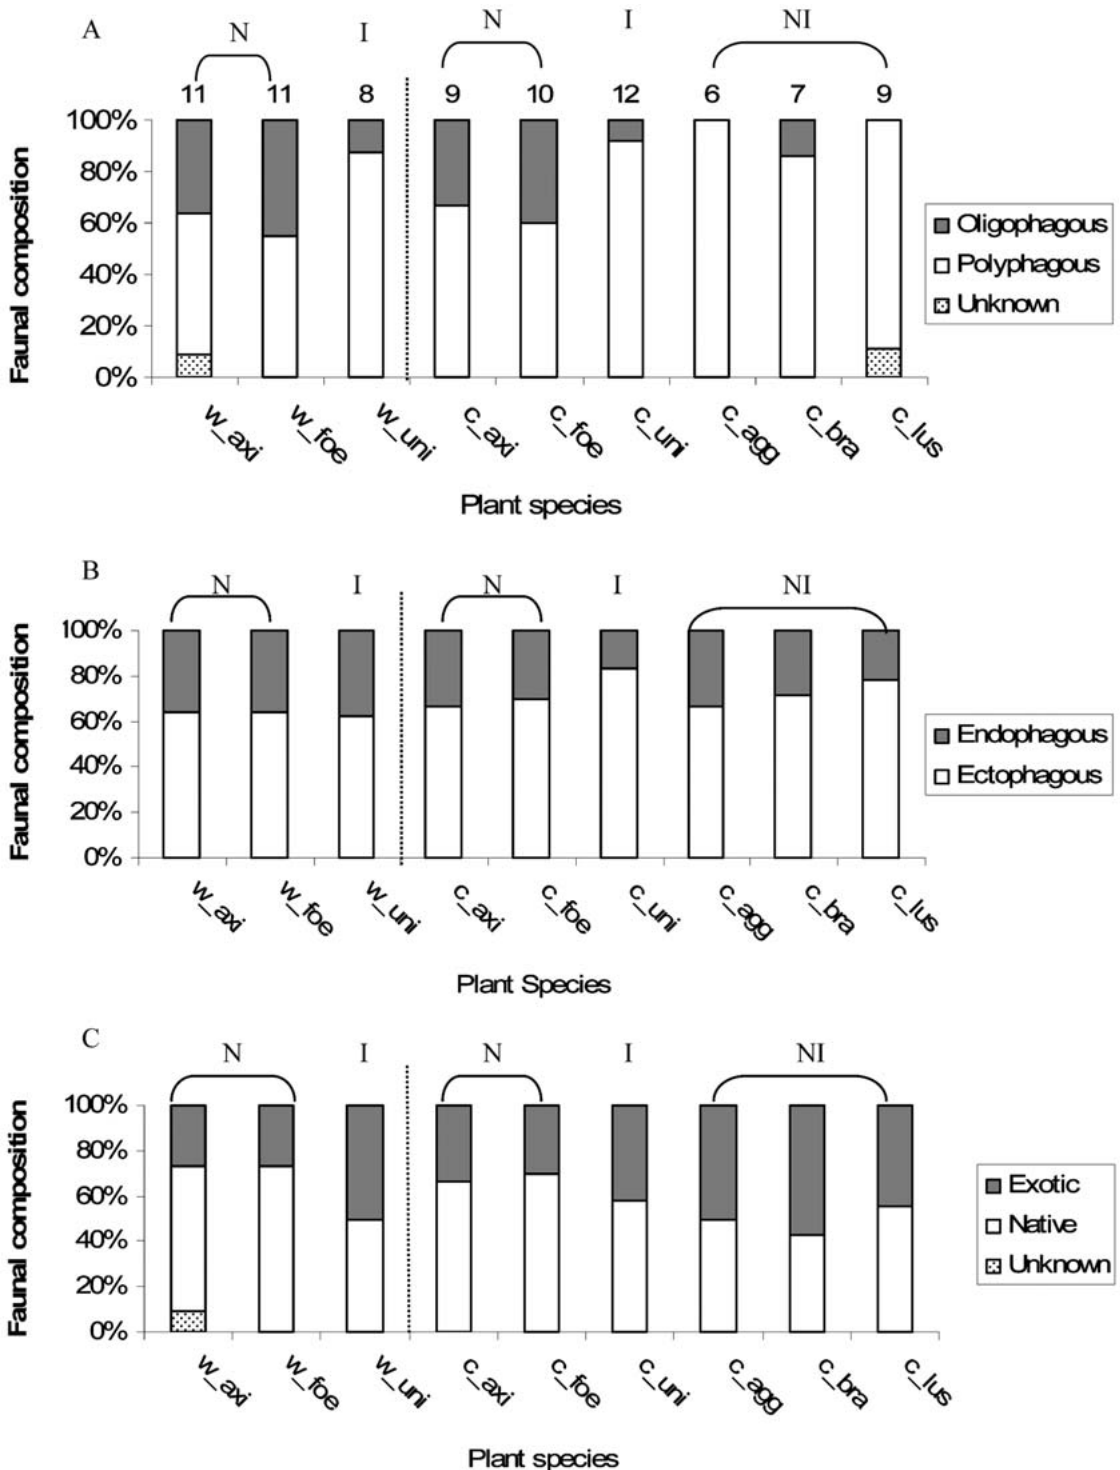 A
N I N I NI
11 11 8 9 10 12 6 7 9
100%
80%
60%
40%
20%
0%
Faunal composition
w_axi w_foe w_uni c_axi c_foe c_uni c_agg c_bra c_lus
Plant species
Oligophagous
Polyphagous
Unknown
B
N I N I NI
100%
80%
60%
40%
20%
0%
Faunal composition
w_axi w_foe w_uni c_axi c_foe c_uni c_agg c_bra c_lus
Plant Species
Endophagous
Ectophagous
C
N I N I NI
100%
80%
60%
40%
20%
0%
Faunal composition
w_axi w_foe w_uni c_axi c_foe c_uni c_agg c_bra c_lus
Plant species
Exotic
Native
Unknown